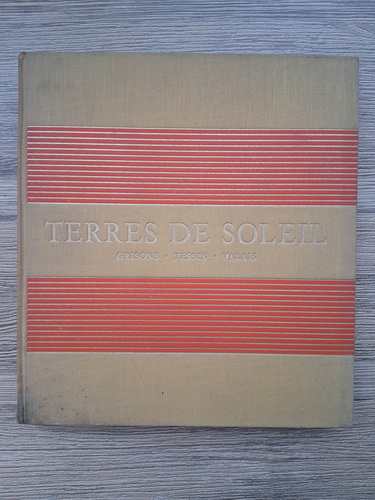 TERRES DE SOLEIL
GRISONS • TESSIN • VALAIS